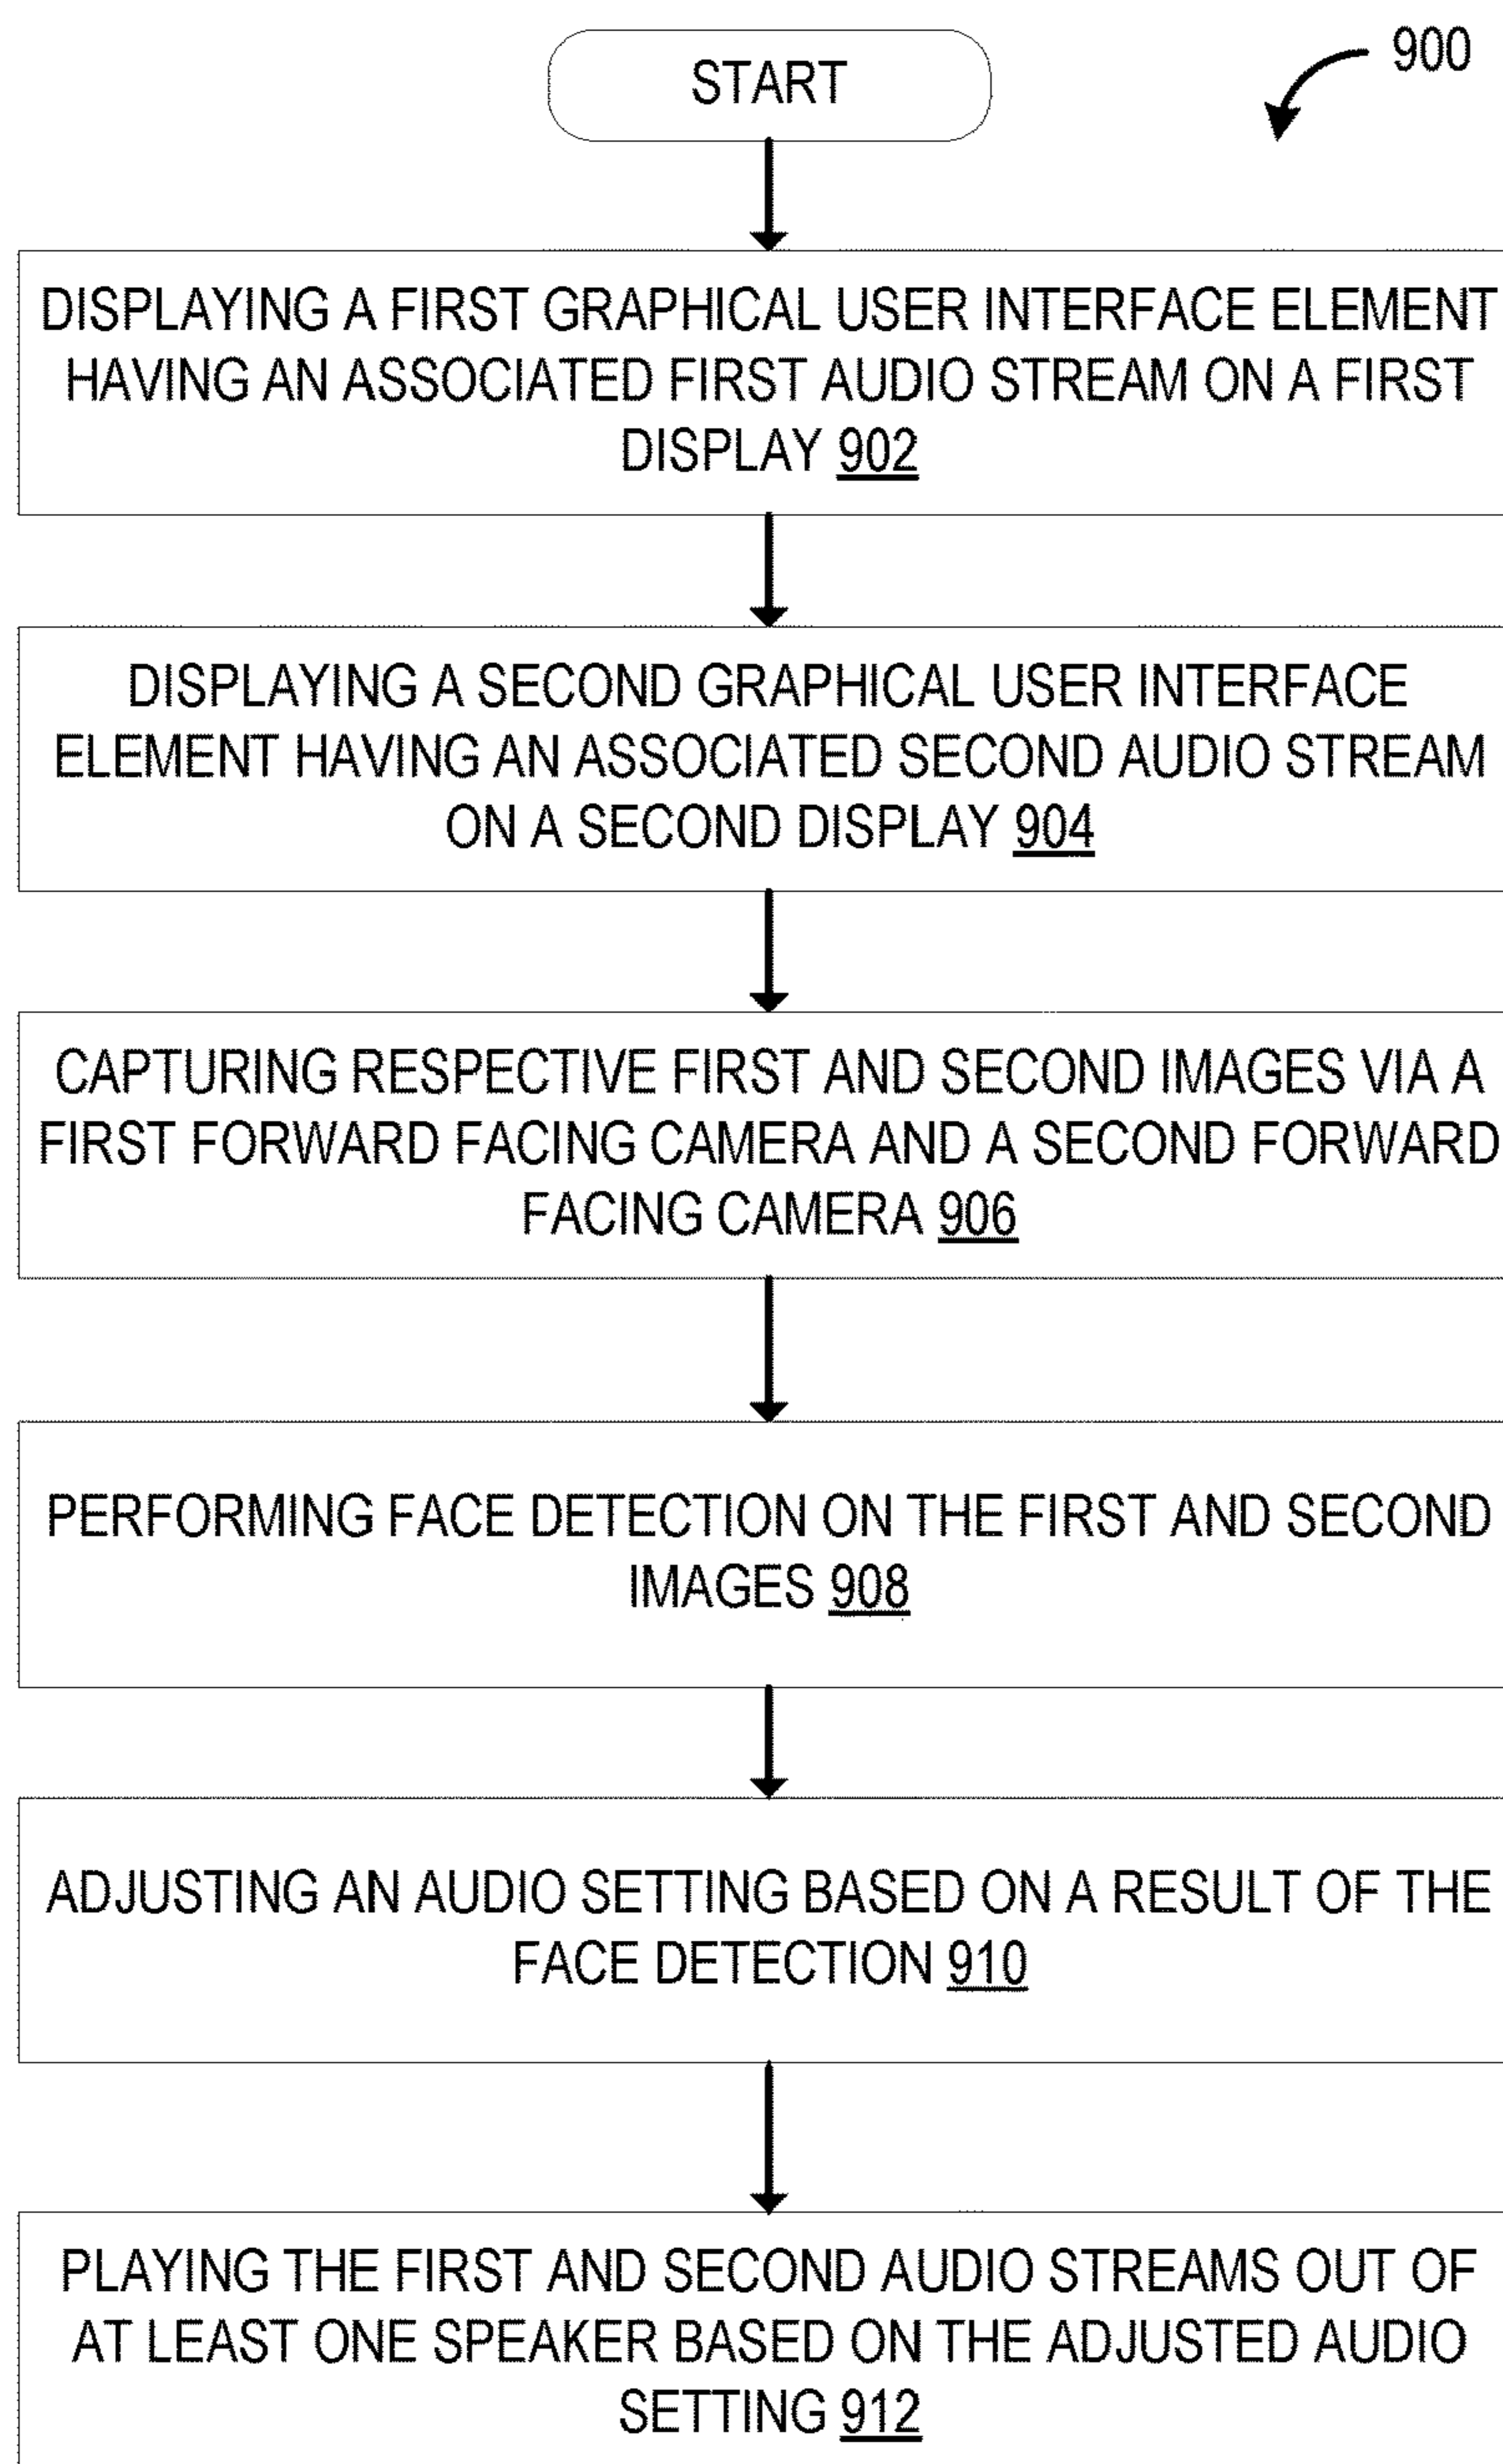 START
900
DISPLAYING A FIRST GRAPHICAL USER INTERFACE ELEMENT
HAVING AN ASSOCIATED FIRST AUDIO STREAM ON A FIRST
DISPLAY 902
DISPLAYING A SECOND GRAPHICAL USER INTERFACE
ELEMENT HAVING AN ASSOCIATED SECOND AUDIO STREAM
ON A SECOND DISPLAY 904
CAPTURING RESPECTIVE FIRST AND SECOND IMAGES VIA A
FIRST FORWARD FACING CAMERA AND A SECOND FORWARD
FACING CAMERA 906
PERFORMING FACE DETECTION ON THE FIRST AND SECOND
IMAGES 908
ADJUSTING AN AUDIO SETTING BASED ON A RESULT OF THE
FACE DETECTION 910
PLAYING THE FIRST AND SECOND AUDIO STREAMS OUT OF
AT LEAST ONE SPEAKER BASED ON THE ADJUSTED AUDIO
SETTING 912